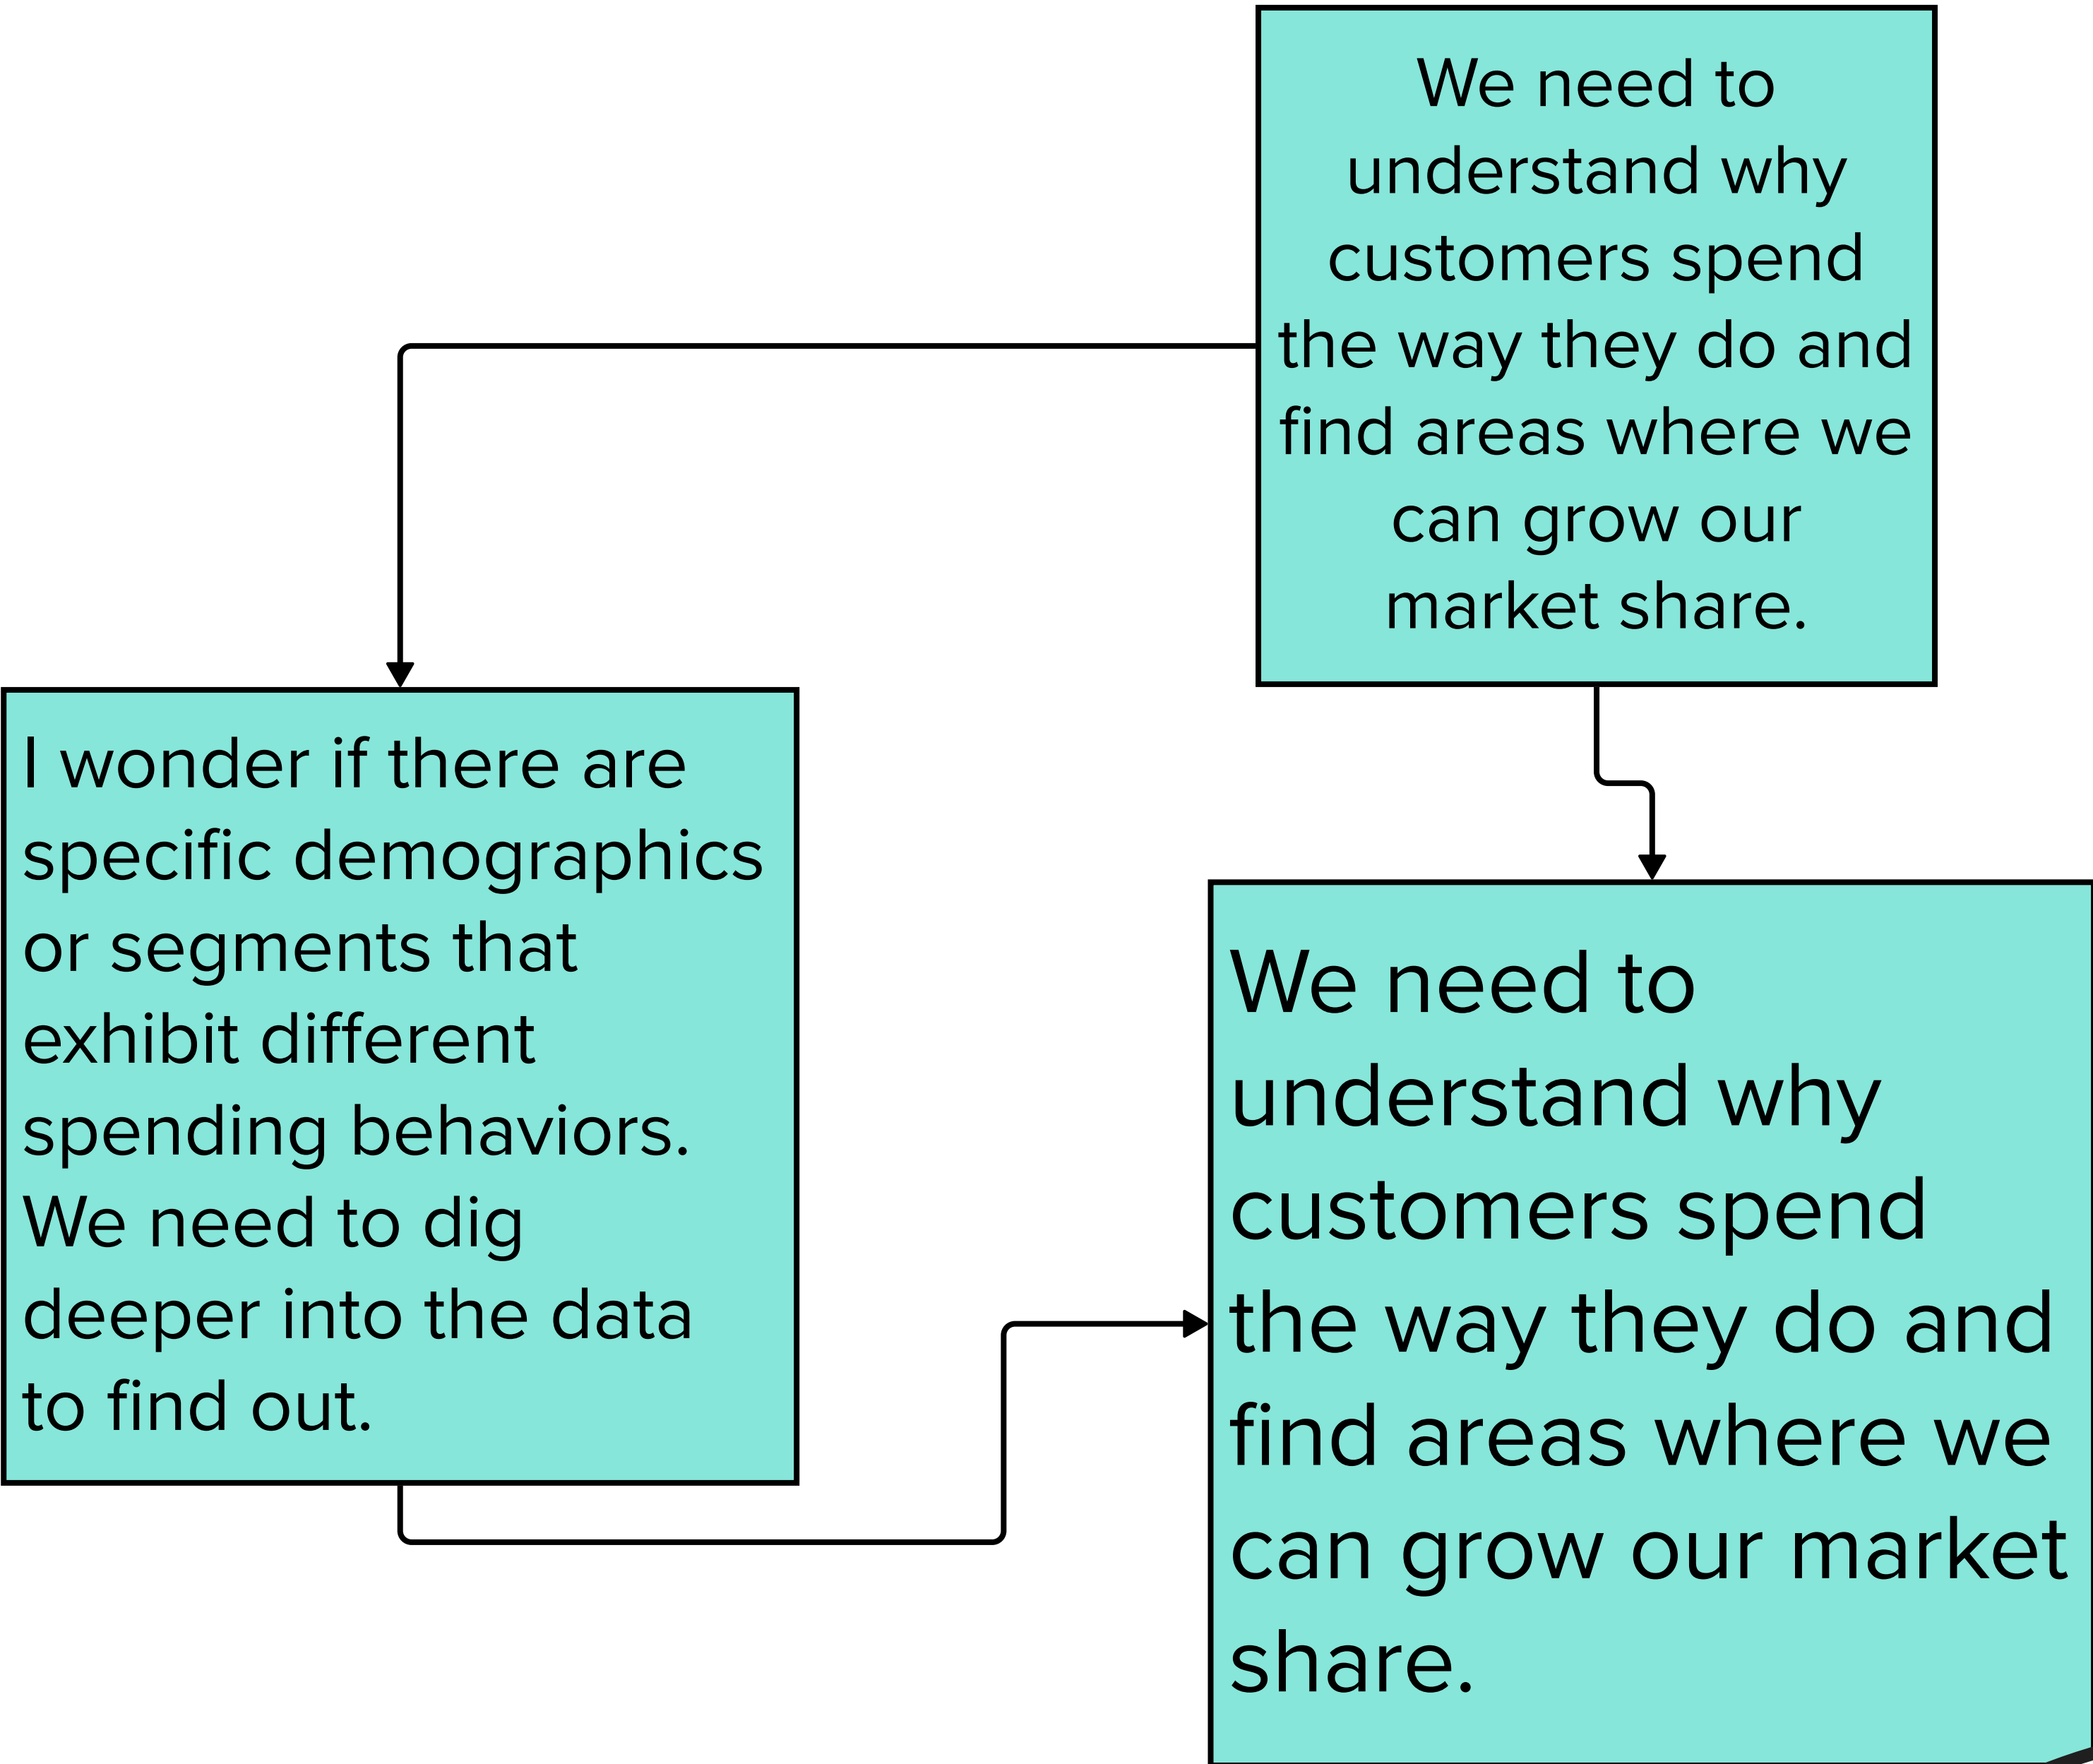 We need to
understand why
customers spend
the way they do and
find areas where we
can grow our
market share.
I wonder if there are
specific demographics
or segments that
exhibit different
spending behaviors.
We need to dig
deeper into the data
to find out.
We need to
understand why
customers spend
the way they do and
find areas where we
can grow our market
share.